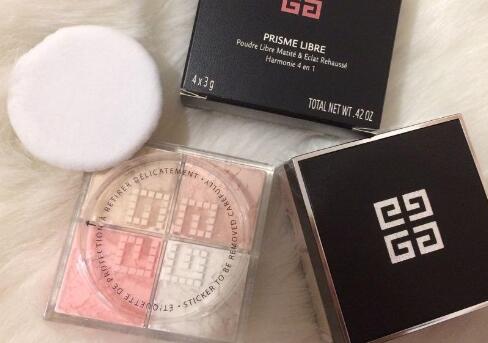 PRISME LIBRE
Poudre Libre Matité & Eclat Rehaussé
Harmonie 4 en 1
4 x 3 g
TOTAL NET WT. .42 OZ
ÉTIQUETTE DE PROTECTION À RETIRER DÉLICATEMENT • STICKER TO BE REMOVED CAREFULLY •